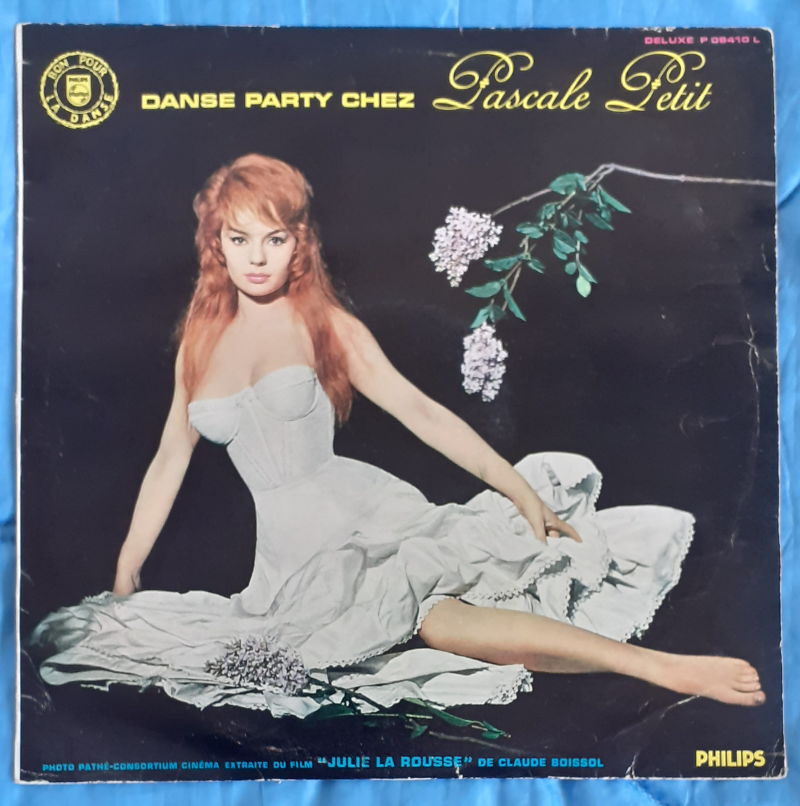 DELUXE P 08410 L
BON POUR
LA DANSE
DANSE PARTY CHEZ Pascale Petit
PHOTO PATHÉ-CONSORTIUM CINÉMA EXTRAITE DU FILM "JULIE LA ROUSSE" DE CLAUDE BOISSOL
PHILIPS